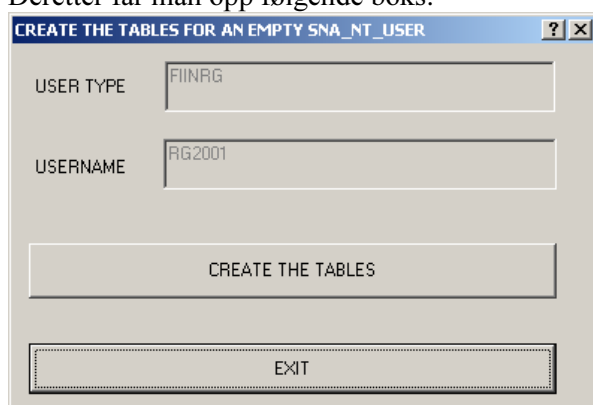 Deretter får man opp følgende boks:
CREATE THE TABLES FOR AN EMPTY SNA_NT_USER
USER TYPE FIINRG
USERNAME RG2001
CREATE THE TABLES
EXIT